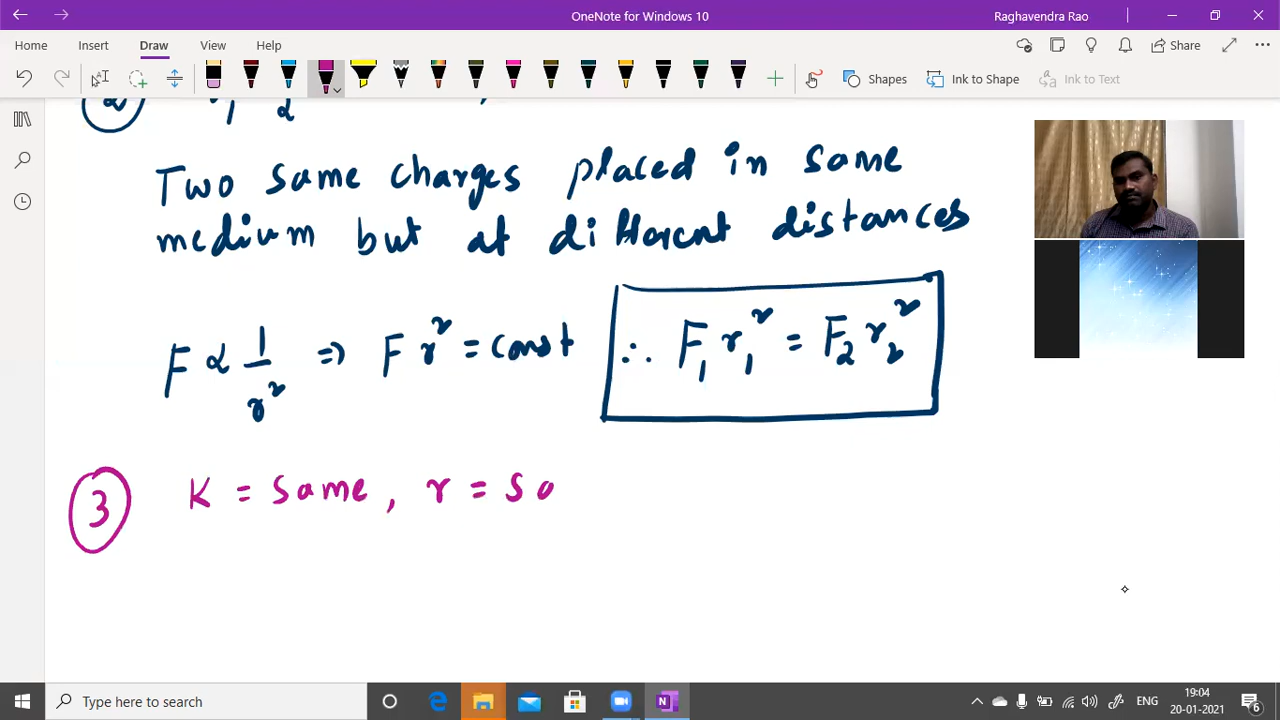 OneNote for Windows 10
Raghavendra Rao
Home Insert Draw View Help
Share
Shapes
Ink to Shape
Ink to Text
Two same charges placed in same
medium but at different distances
F ∝ 1/r² ⇒ F r² = const ∴ F₁ r₁² = F₂ r₂²
3 K = same, r = sa
Type here to search
ENG
19:04
20-01-2021
6